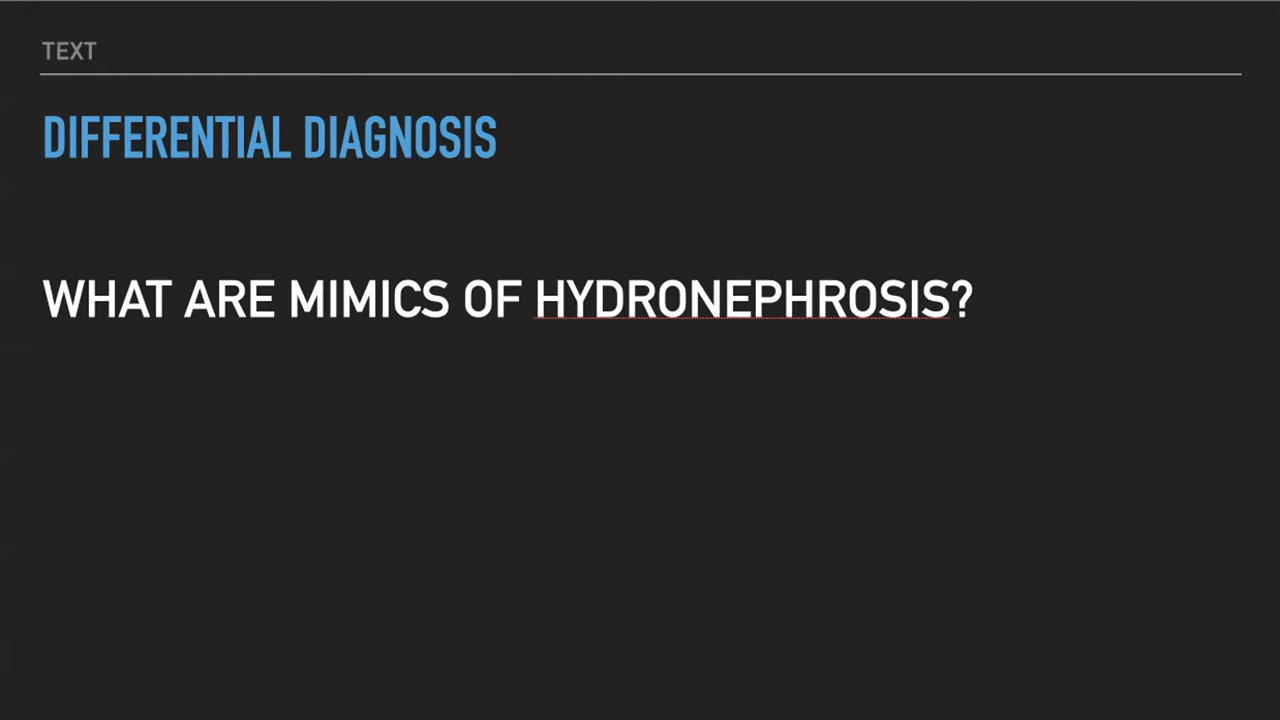 TEXT
DIFFERENTIAL DIAGNOSIS
WHAT ARE MIMICS OF HYDRONEPHROSIS?